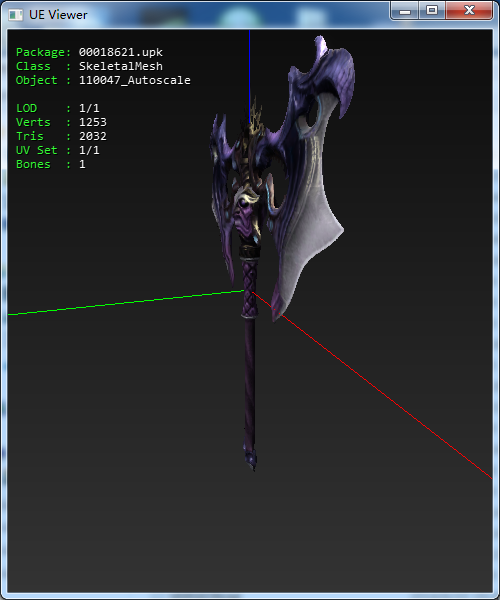 UE Viewer
Package: 00018621.upk
Class : SkeletalMesh
Object : 110047_Autoscale
LOD : 1/1
Verts : 1253
Tris : 2032
UV Set : 1/1
Bones : 1